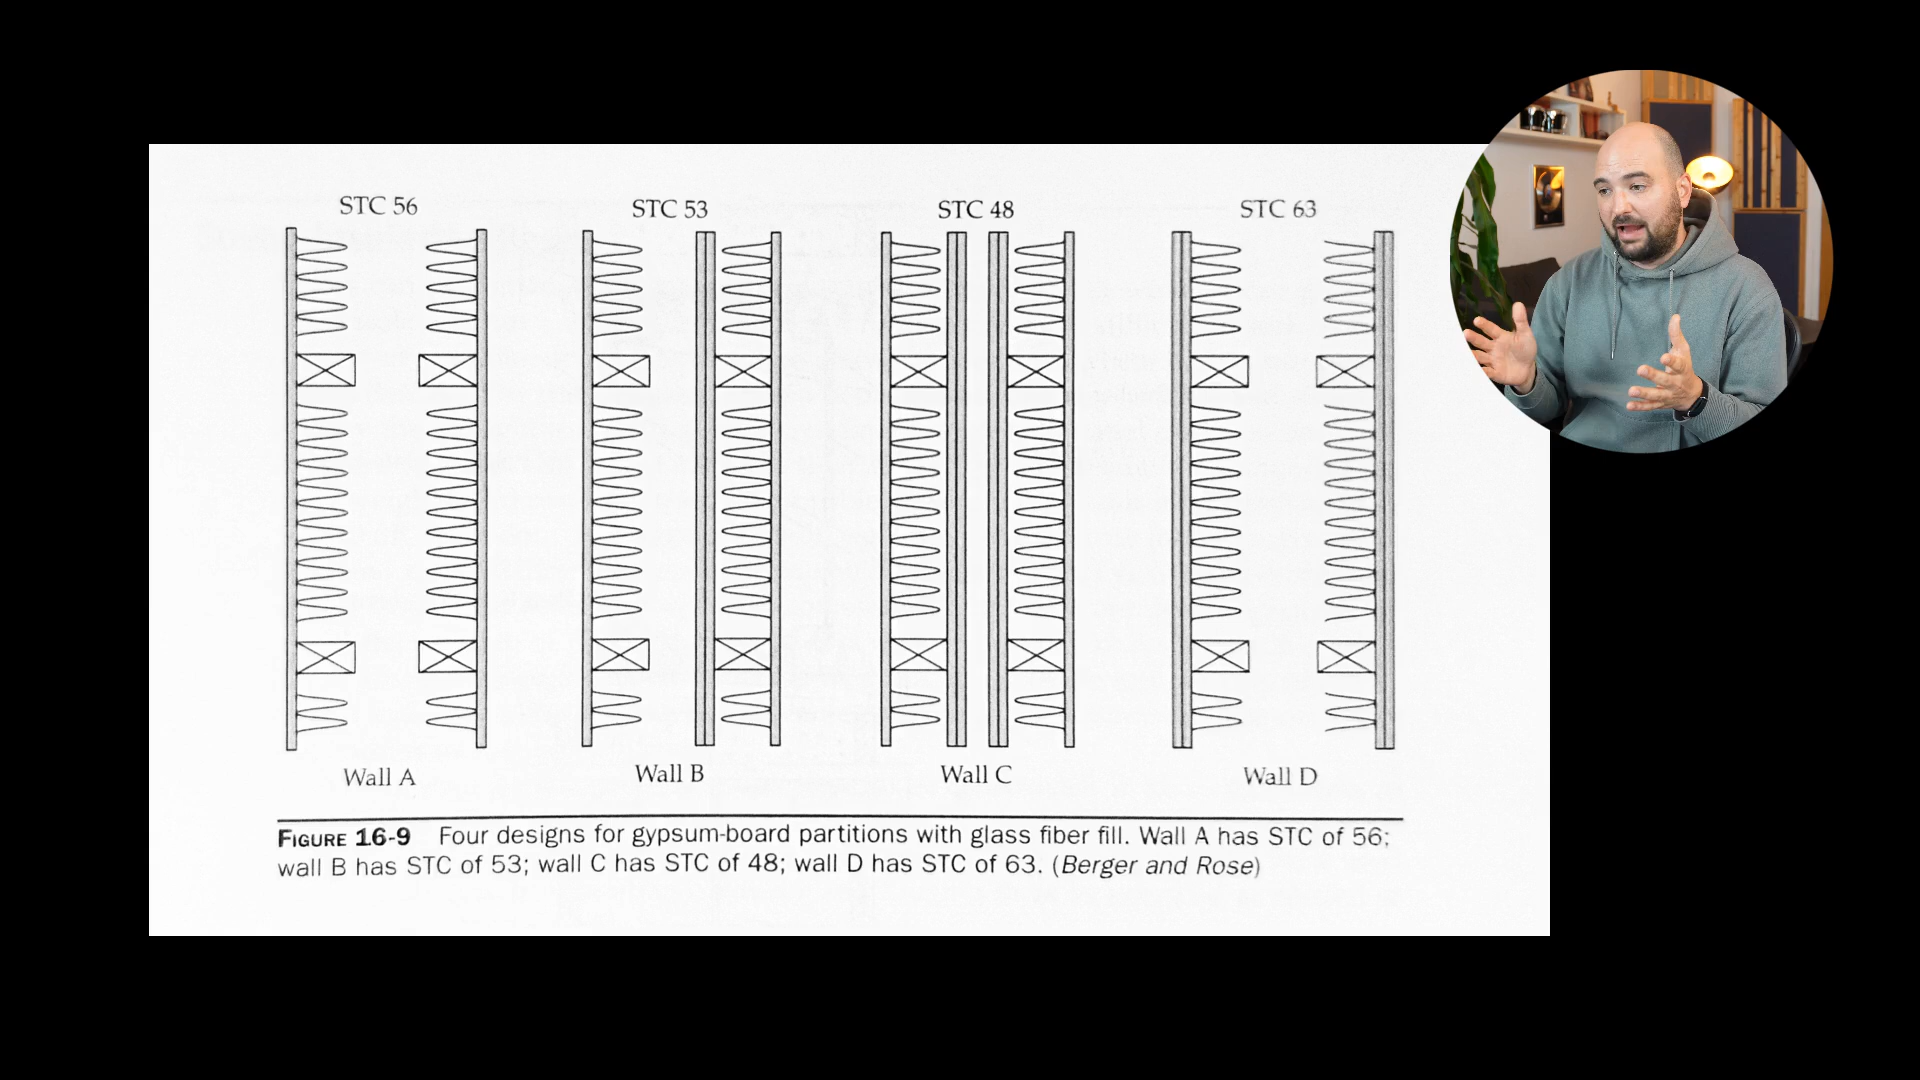 STC 56
STC 53
STC 48
STC 63
Wall A
Wall B
Wall C
Wall D
FIGURE 16-9 Four designs for gypsum-board partitions with glass fiber fill. Wall A has STC of 56;
wall B has STC of 53; wall C has STC of 48; wall D has STC of 63. (Berger and Rose)